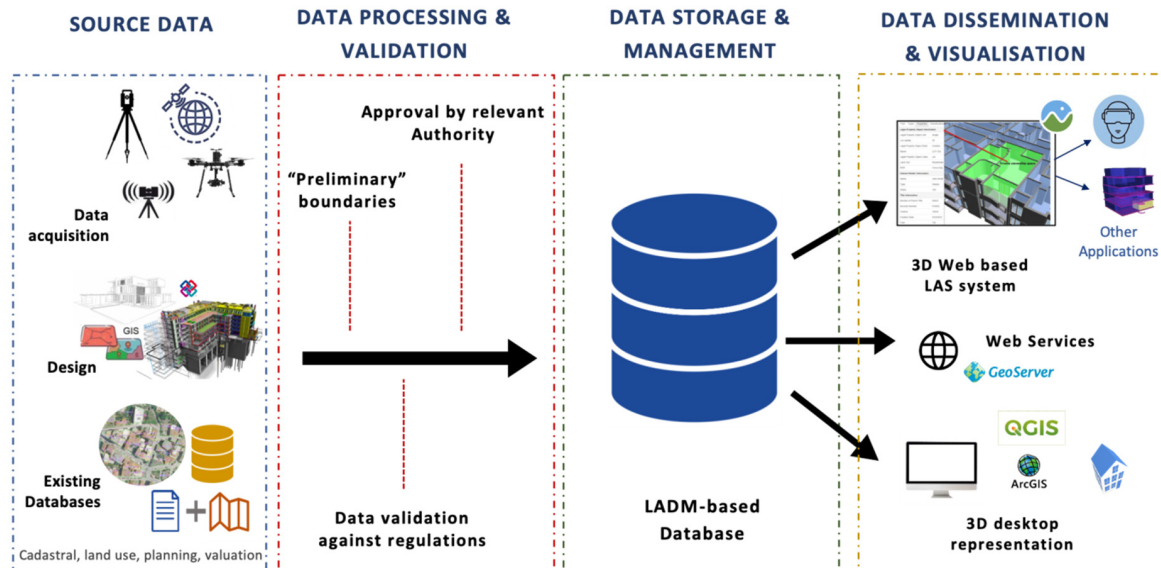 SOURCE DATA
DATA PROCESSING &
VALIDATION
DATA STORAGE &
MANAGEMENT
DATA DISSEMINATION
& VISUALISATION
Data
acquisition
GIS
Design
Existing
Databases
Cadastral, land use, planning, valuation
Approval by relevant
Authority
“Preliminary”
boundaries
Data validation
against regulations
LADM-based
Database
Other
Applications
3D Web based
LAS system
Web Services
GeoServer
QGIS
ArcGIS
3D desktop
representation